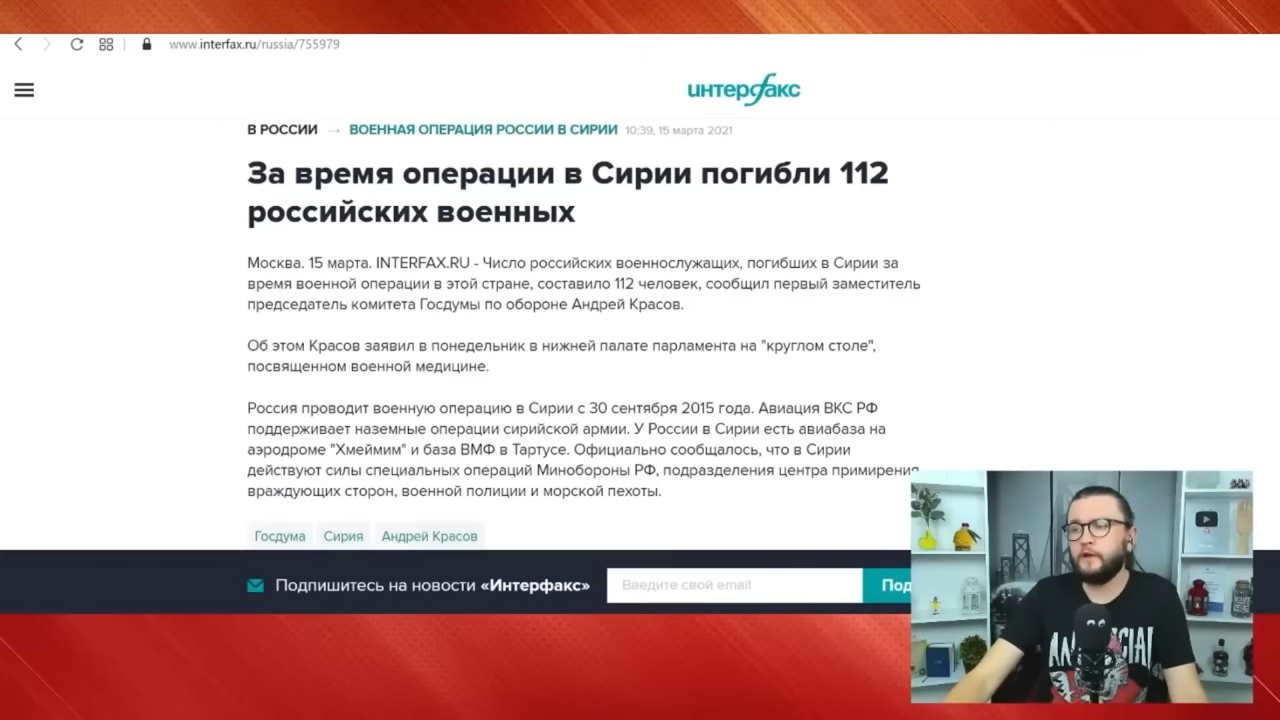 www.interfax.ru/russia/755979
интерфакс
В РОССИИ → ВОЕННАЯ ОПЕРАЦИЯ РОССИИ В СИРИИ 10:39, 15 марта 2021
За время операции в Сирии погибли 112
российских военных
Москва. 15 марта. INTERFAX.RU - Число российских военнослужащих, погибших в Сирии за
время военной операции в этой стране, составило 112 человек, сообщил первый заместитель
председатель комитета Госдумы по обороне Андрей Красов.
Об этом Красов заявил в понедельник в нижней палате парламента на "круглом столе",
посвященном военной медицине.
Россия проводит военную операцию в Сирии с 30 сентября 2015 года. Авиация ВКС РФ
поддерживает наземные операции сирийской армии. У России в Сирии есть авиабаза на
аэродроме "Хмеймим" и база ВМФ в Тартусе. Официально сообщалось, что в Сирии
действуют силы специальных операций Минобороны РФ, подразделения центра примирения
враждующих сторон, военной полиции и морской пехоты.
Госдума Сирия Андрей Красов
Подпишитесь на новости «Интерфакс» Введите свой email Под